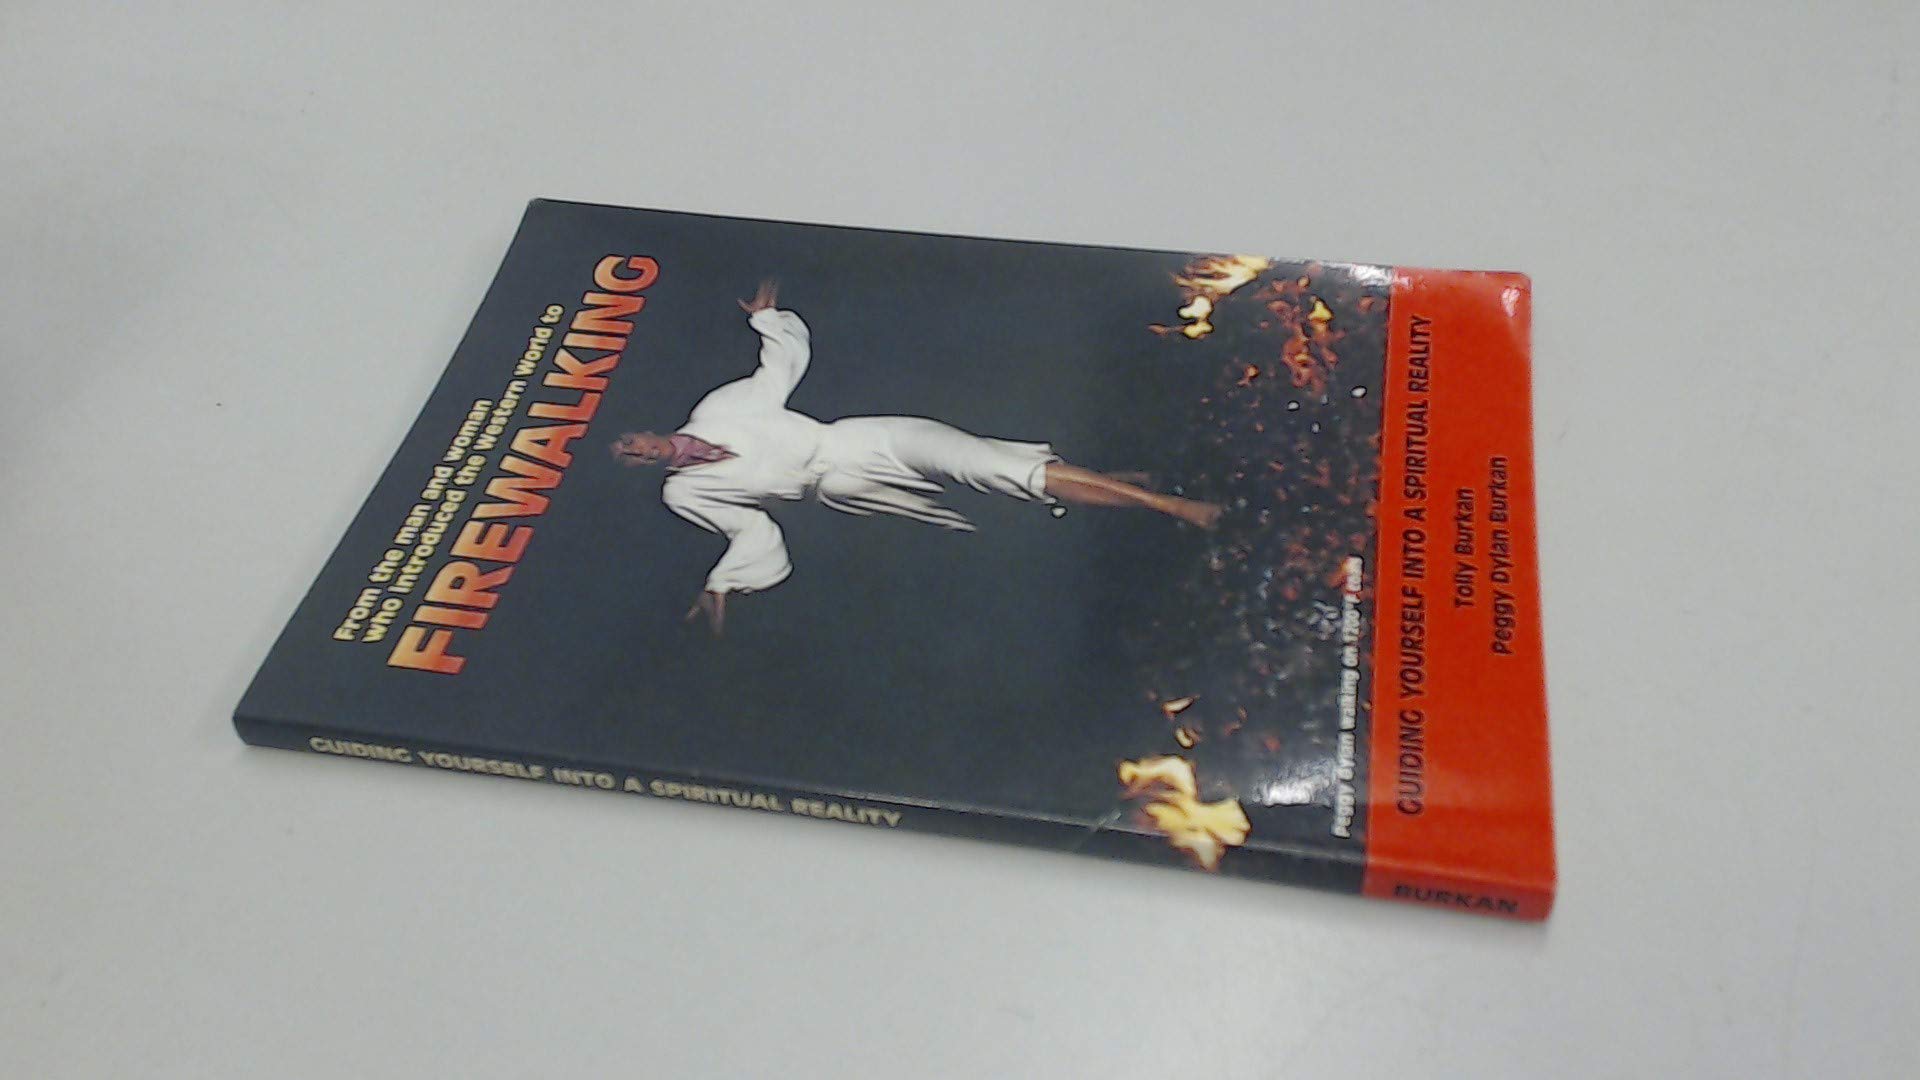 From the man and woman
who introduced the Western World to
FIREWALKING
Peggy Dylan walking on 1200°F coals
GUIDING YOURSELF INTO A SPIRITUAL REALITY
Tolly Burkan
Peggy Dylan Burkan
GUIDING YOURSELF INTO A SPIRITUAL REALITY
BURKAN